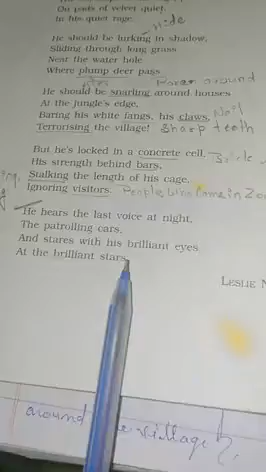 On pads of velvet quiet,
In his quiet rage.
Hide
He should be lurking in shadow,
Sliding through long grass
Near the water hole
Where plump deer pass.
around
He should be snarling around houses
At the jungle's edge,
Baring his white fangs, his claws, Nail
Terrorising the village! Sharp teeth
But he's locked in a concrete cell,
His strength behind bars,
Stalking the length of his cage,
Ignoring visitors. People who come in Zoo
He hears the last voice at night,
The patrolling cars,
And stares with his brilliant eyes
At the brilliant stars.
LESLIE N
around the village